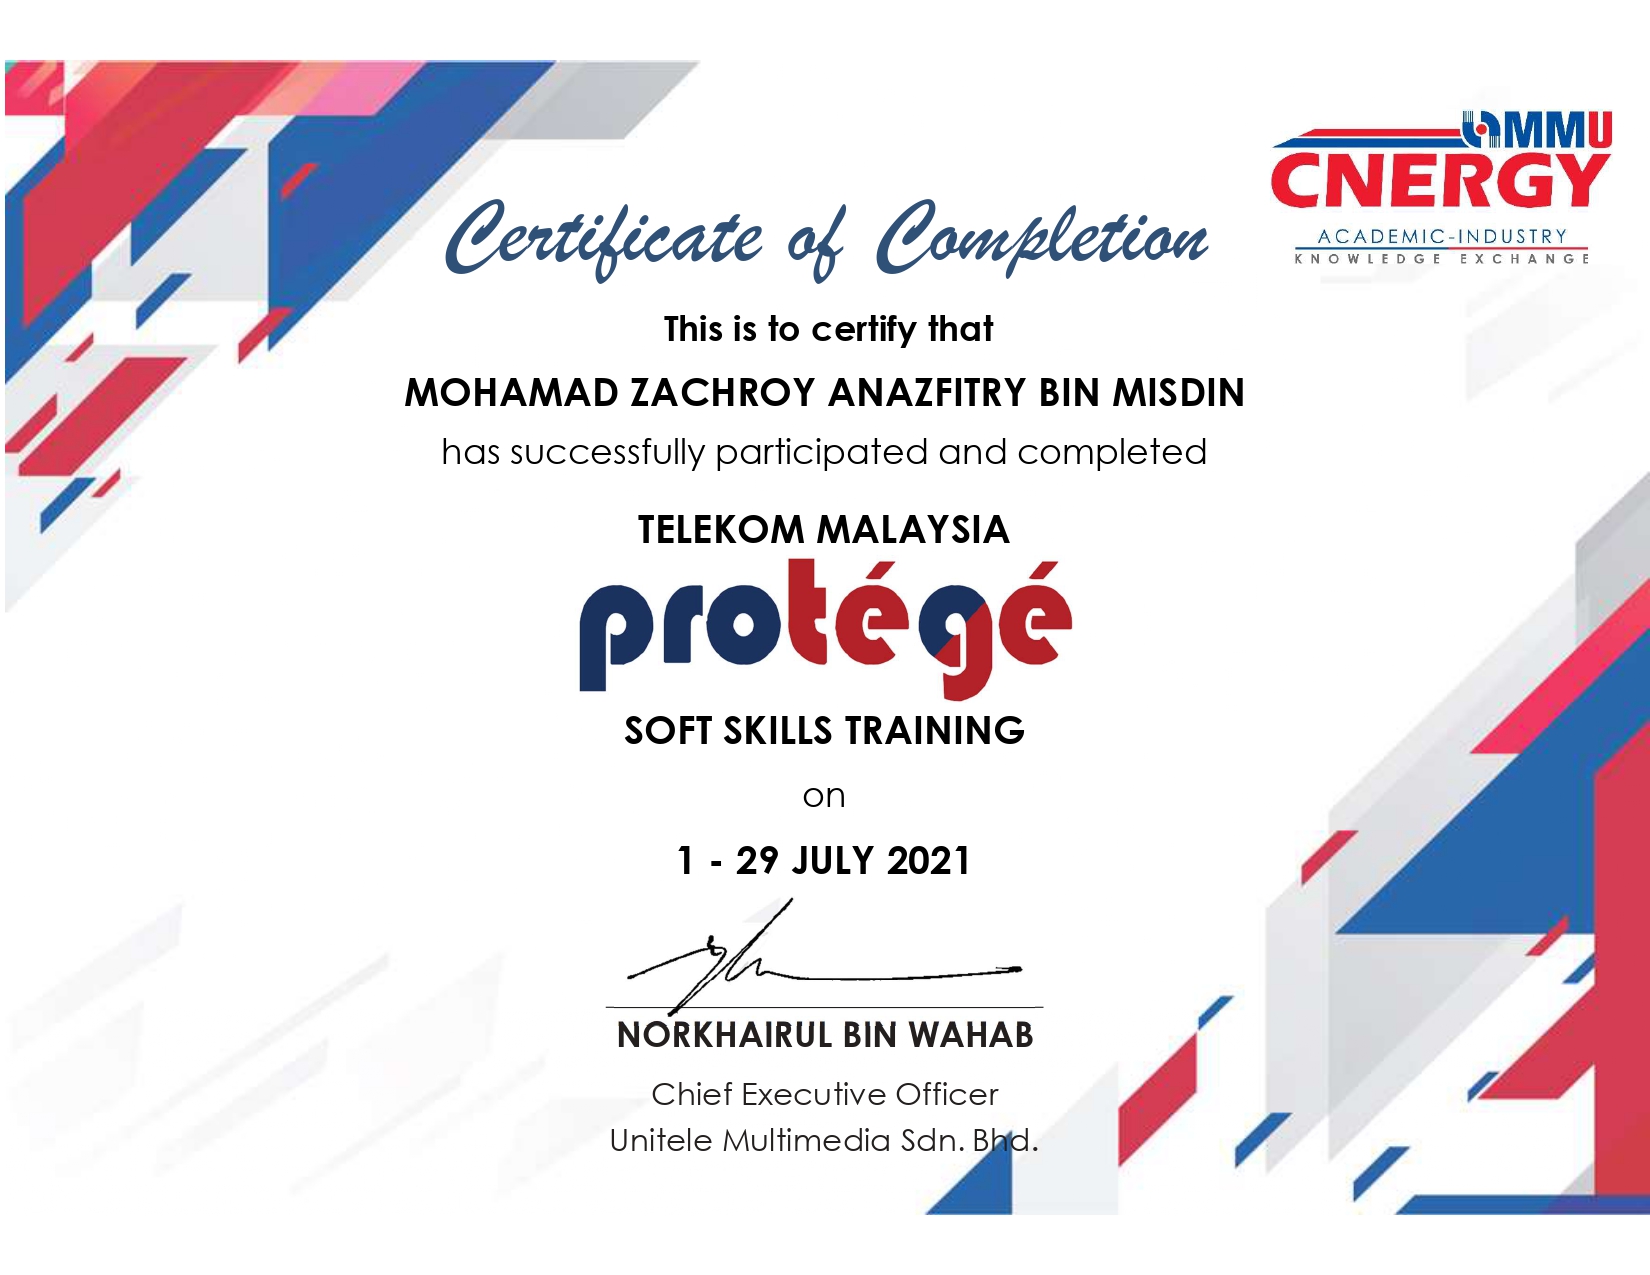 MMU
CNERGY
ACADEMIC-INDUSTRY
KNOWLEDGE EXCHANGE
Certificate of Completion
This is to certify that
MOHAMAD ZACHROY ANAZFITRY BIN MISDIN
has successfully participated and completed
TELEKOM MALAYSIA
protégé
SOFT SKILLS TRAINING
on
1 - 29 JULY 2021
NORKHAIRUL BIN WAHAB
Chief Executive Officer
Unitele Multimedia Sdn. Bhd.